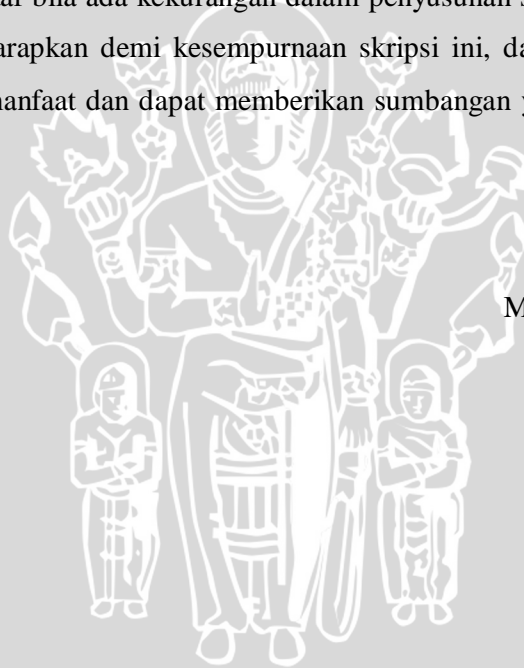 ar bila ada kekurangan dalam penyusunan s
arapkan demi kesempurnaan skripsi ini, da
nanfaat dan dapat memberikan sumbangan y
M